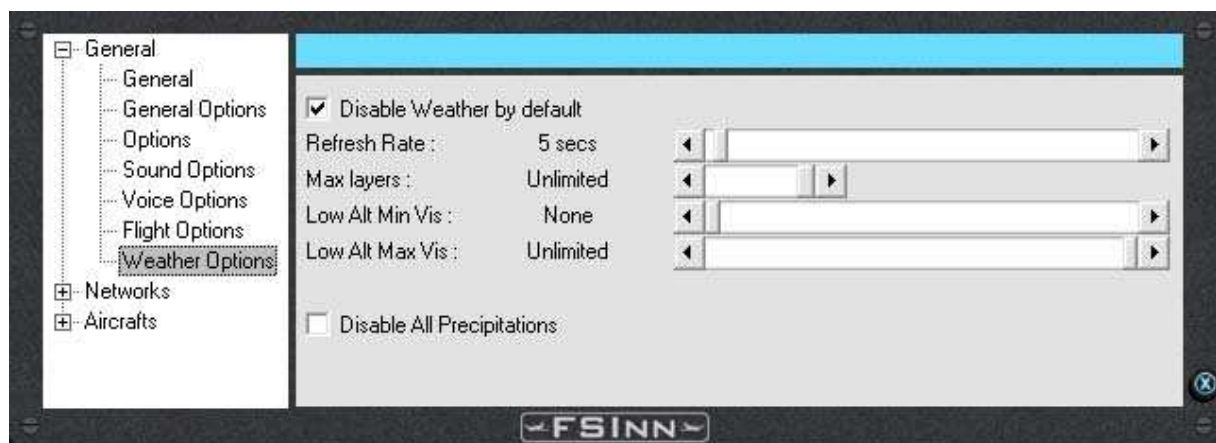 General
General
General Options
Options
Sound Options
Voice Options
Flight Options
Weather Options
Networks
Aircrafts
Disable Weather by default
Refresh Rate : 5 secs
Max layers : Unlimited
Low Alt Min Vis : None
Low Alt Max Vis : Unlimited
Disable All Precipitations
FSINN